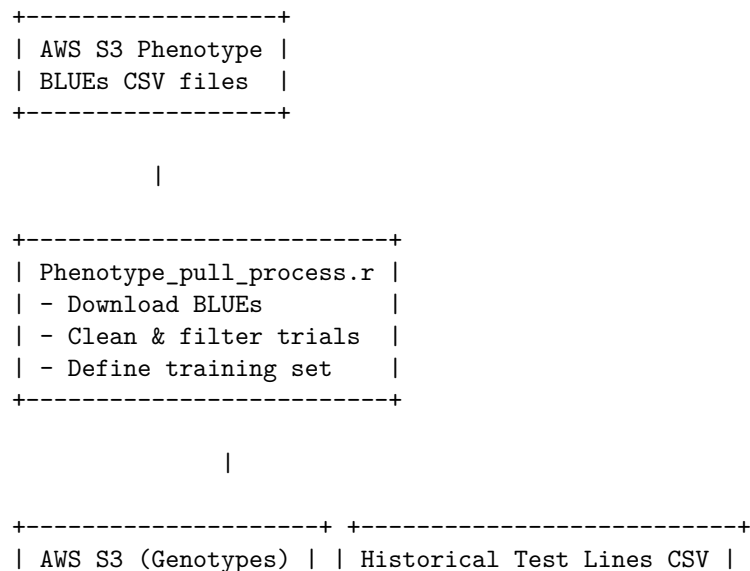 +------------------+
| AWS S3 Phenotype |
| BLUEs CSV files  |
+------------------+
|
+--------------------------+
| Phenotype_pull_process.r |
| - Download BLUEs         |
| - Clean & filter trials  |
| - Define training set    |
+--------------------------+
|
+---------------------+ +---------------------------+
| AWS S3 (Genotypes) | | Historical Test Lines CSV |